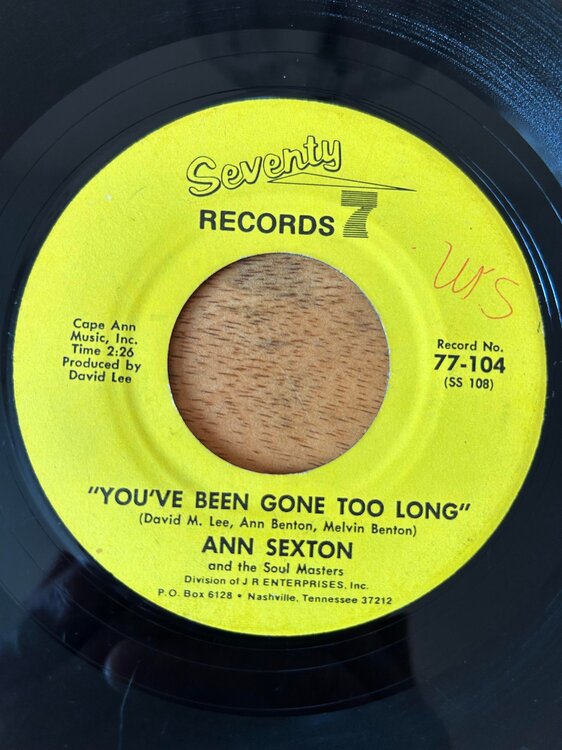 Seventy
RECORDS 7
WS
Cape Ann
Music, Inc.
Time 2:26
Produced by
David Lee
Record No.
77-104
(SS 108)
"YOU'VE BEEN GONE TOO LONG"
(David M. Lee, Ann Benton, Melvin Benton)
ANN SEXTON
and the Soul Masters
Division of J R ENTERPRISES, Inc.
P.O. Box 6128 • Nashville, Tennessee 37212